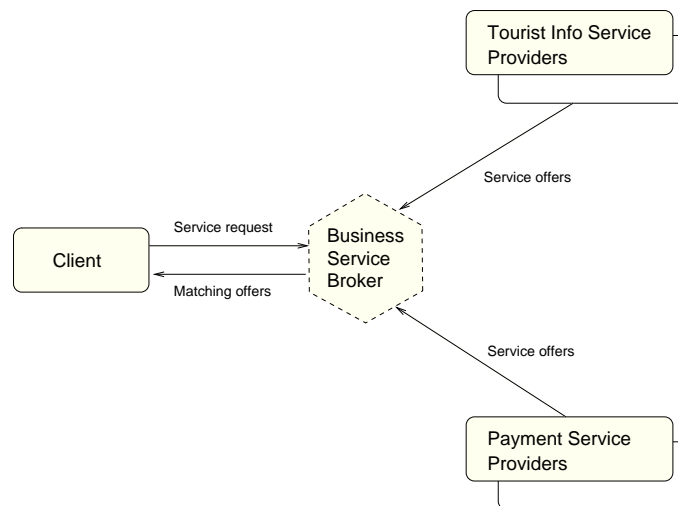 Tourist Info Service
Providers
Service offers
Service request
Business
Service
Broker
Client
Matching offers
Service offers
Payment Service
Providers